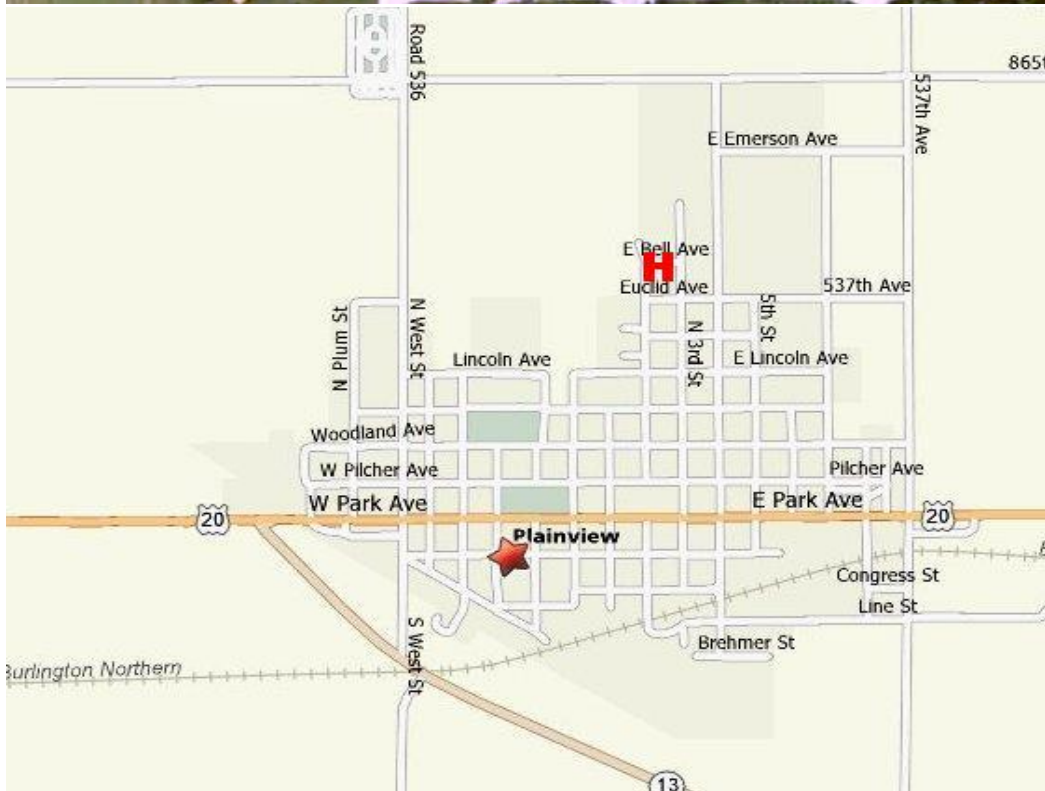 Road 536
865t
537th Ave
E Emerson Ave
E Bell Ave
H
Euclid Ave
537th Ave
5th St
N Plum St
N West St
N 3rd St
Lincoln Ave
E Lincoln Ave
Woodland Ave
W Pilcher Ave
Pilcher Ave
W Park Ave
E Park Ave
20
20
Plainview
Congress St
Line St
S West St
Brehmer St
Burlington Northern
13